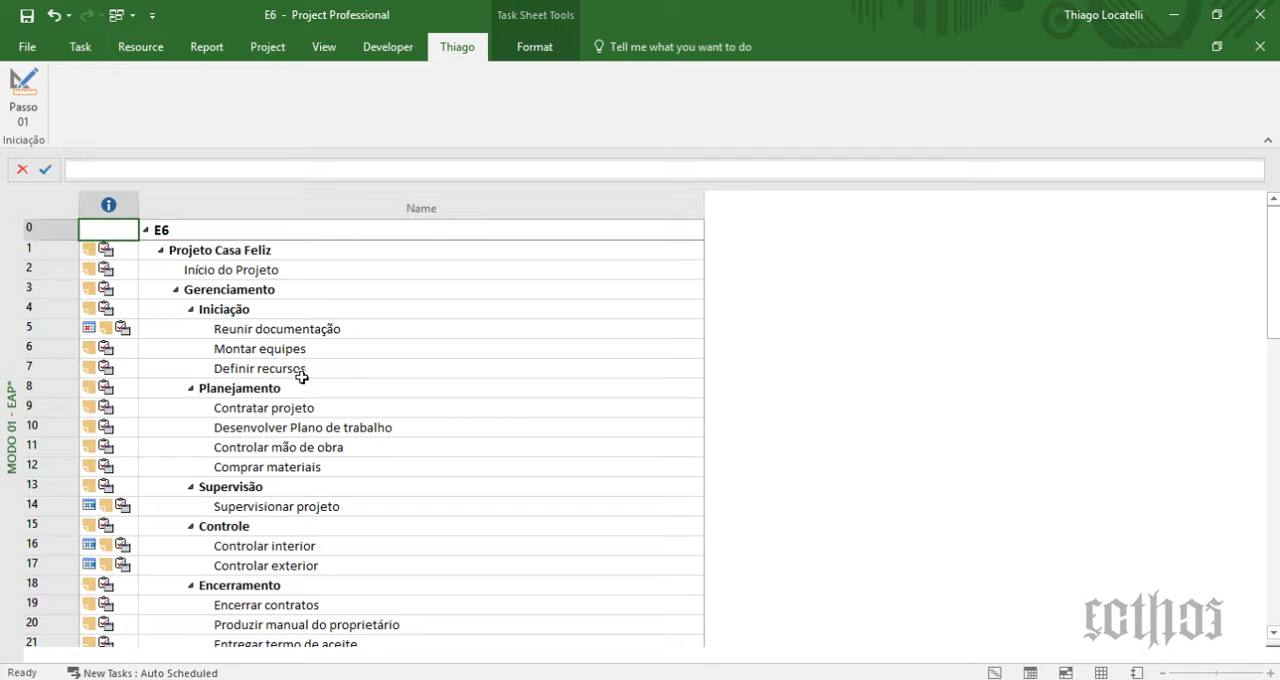 E6 - Project Professional
Task Sheet Tools
Thiago Locatelli
File Task Resource Report Project View Developer Thiago Format Tell me what you want to do
Passo
01
Iniciação
Name
0 E6
1 Projeto Casa Feliz
2 Início do Projeto
3 Gerenciamento
4 Iniciação
5 Reunir documentação
6 Montar equipes
7 Definir recursos
8 Planejamento
9 Contratar projeto
10 Desenvolver Plano de trabalho
11 Controlar mão de obra
12 Comprar materiais
13 Supervisão
14 Supervisionar projeto
15 Controle
16 Controlar interior
17 Controlar exterior
18 Encerramento
19 Encerrar contratos
20 Produzir manual do proprietário
21 Entregar termo de aceite
MODO 01 - EAP*
Ready New Tasks : Auto Scheduled